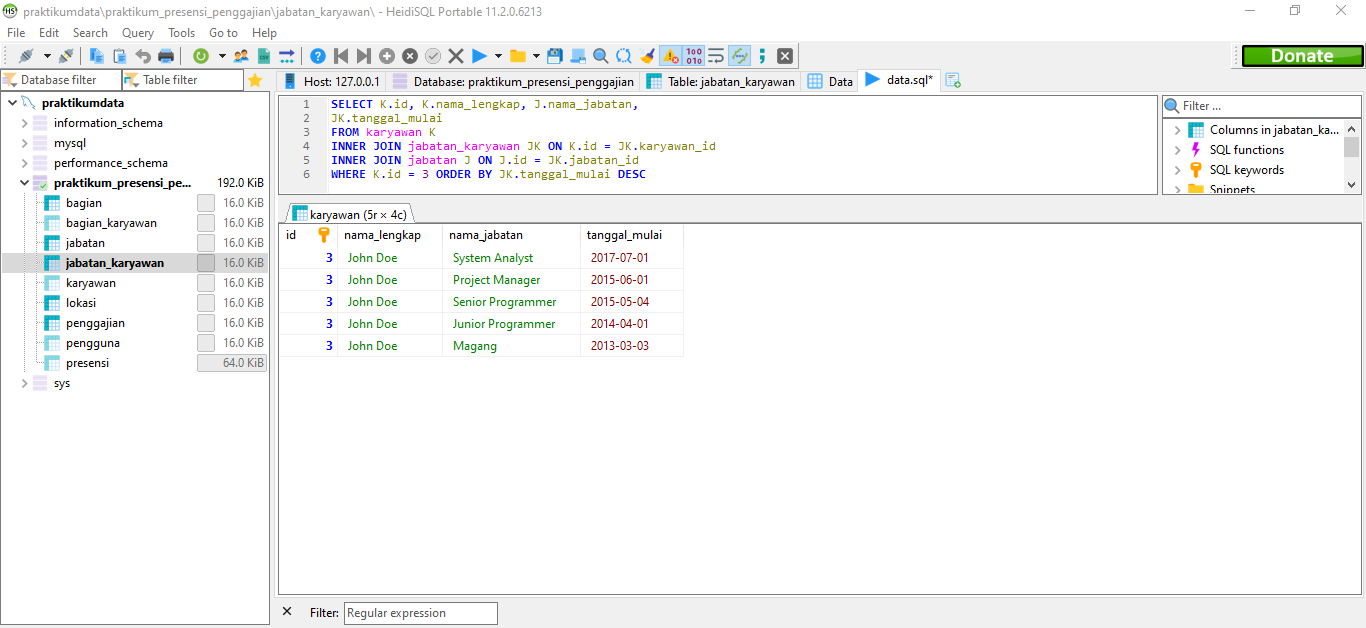 praktikumdata\praktikum_presensi_penggajian\jabatan_karyawan\ - HeidiSQL Portable 11.2.0.6213
File Edit Search Query Tools Go to Help
Donate
Database filter Table filter
Host: 127.0.0.1 Database: praktikum_presensi_penggajian Table: jabatan_karyawan Data data.sql*
praktikumdata
information_schema
mysql
performance_schema
praktikum_presensi_pe... 192.0 KiB
bagian 16.0 KiB
bagian_karyawan 16.0 KiB
jabatan 16.0 KiB
jabatan_karyawan 16.0 KiB
karyawan 16.0 KiB
lokasi 16.0 KiB
penggajian 16.0 KiB
pengguna 16.0 KiB
presensi 64.0 KiB
sys
1 SELECT K.id, K.nama_lengkap, J.nama_jabatan,
2 JK.tanggal_mulai
3 FROM karyawan K
4 INNER JOIN jabatan_karyawan JK ON K.id = JK.karyawan_id
5 INNER JOIN jabatan J ON J.id = JK.jabatan_id
6 WHERE K.id = 3 ORDER BY JK.tanggal_mulai DESC
Filter ...
Columns in jabatan_ka...
SQL functions
SQL keywords
Snippets
karyawan (5r × 4c)
id nama_lengkap nama_jabatan tanggal_mulai
3 John Doe System Analyst 2017-07-01
3 John Doe Project Manager 2015-06-01
3 John Doe Senior Programmer 2015-05-04
3 John Doe Junior Programmer 2014-04-01
3 John Doe Magang 2013-03-03
Filter: Regular expression